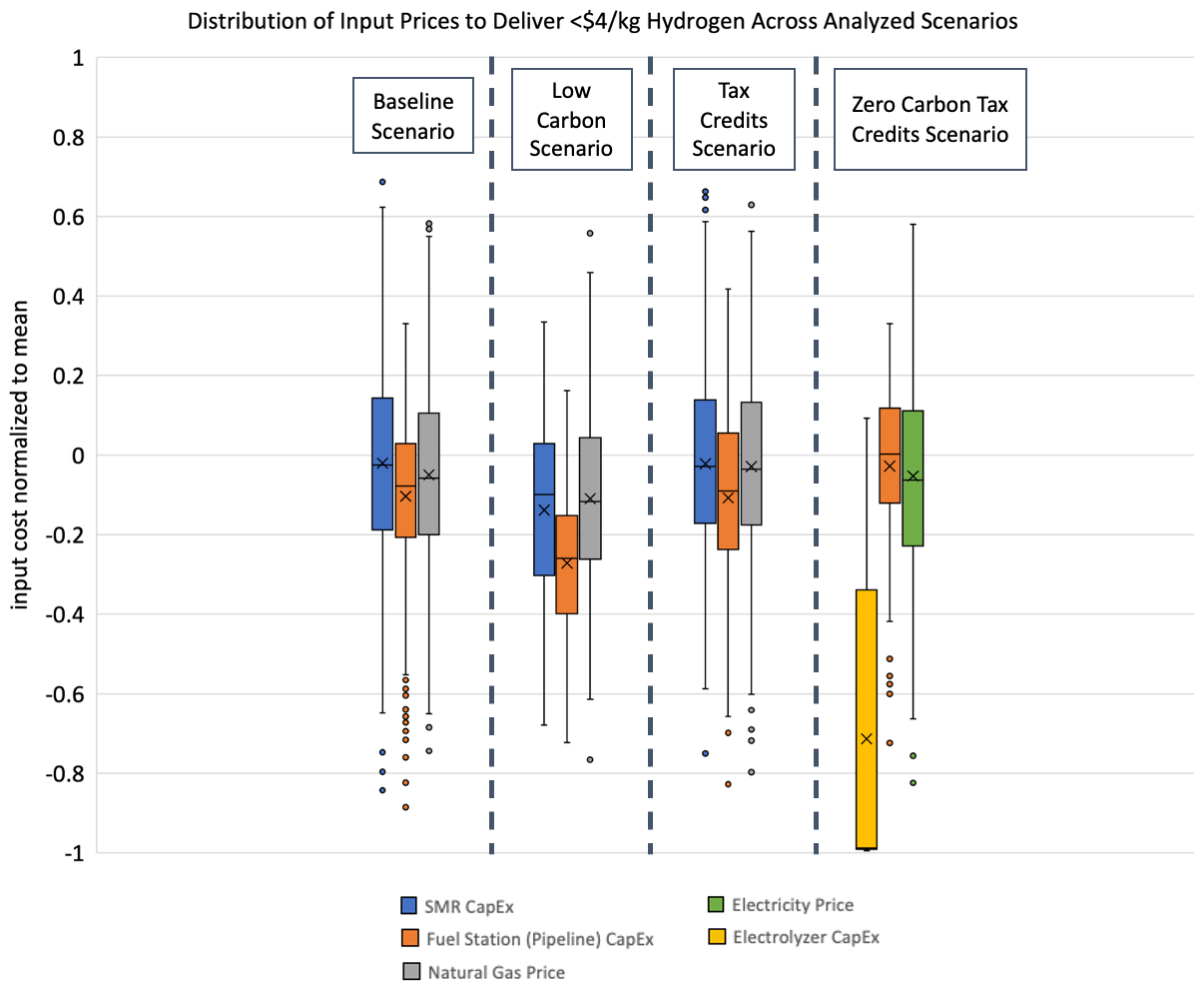 Distribution of Input Prices to Deliver <$4/kg Hydrogen Across Analyzed Scenarios
1
0.8
0.6
0.4
0.2
0
-0.2
-0.4
-0.6
-0.8
-1
input cost normalized to mean
Baseline
Scenario
Low
Carbon
Scenario
Tax
Credits
Scenario
Zero Carbon Tax
Credits Scenario
SMR CapEx
Fuel Station (Pipeline) CapEx
Natural Gas Price
Electricity Price
Electrolyzer CapEx